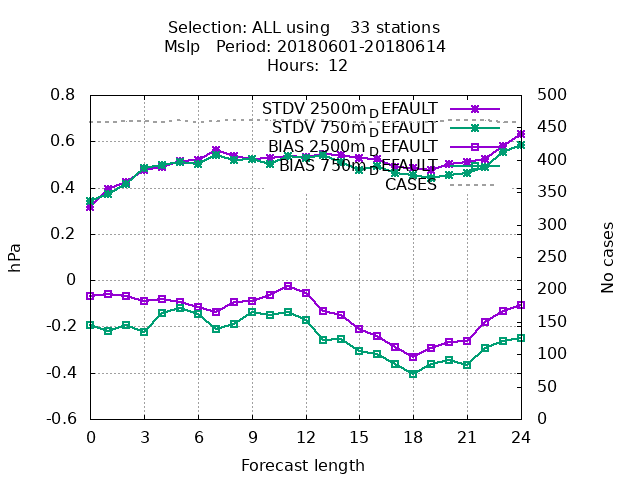 Selection: ALL using 33 stations
Mslp Period: 20180601-20180614
Hours: 12
0.8 500
STDV 2500m_DEFAULT
450
STDV 750m_DEFAULT
0.6
BIAS 2500m_DEFAULT
400
BIAS 750m_DEFAULT
0.4 350
CASES
300
0.2
250
0
200
-0.2 150
100
-0.4
50
-0.6 0
hPa
No cases
0 3 6 9 12 15 18 21 24
Forecast length